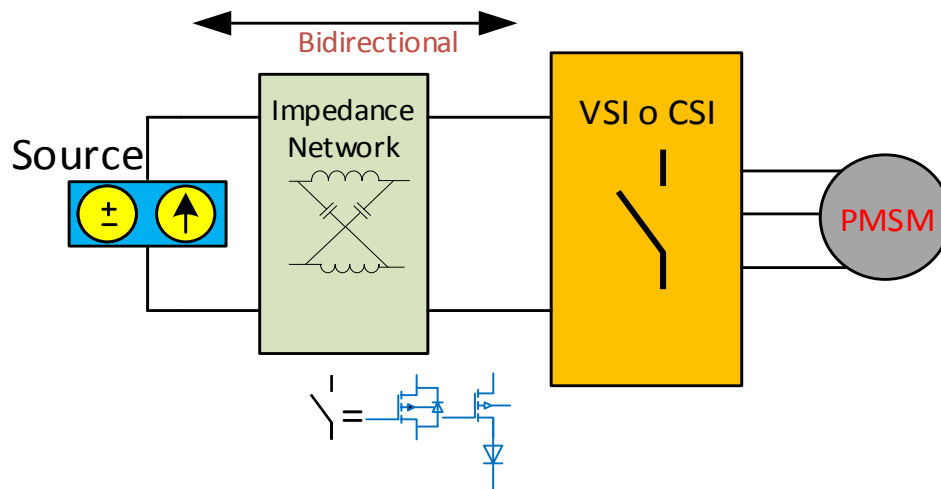 Bidirectional
Impedance
Network
VSI o CSI
Source
PMSM